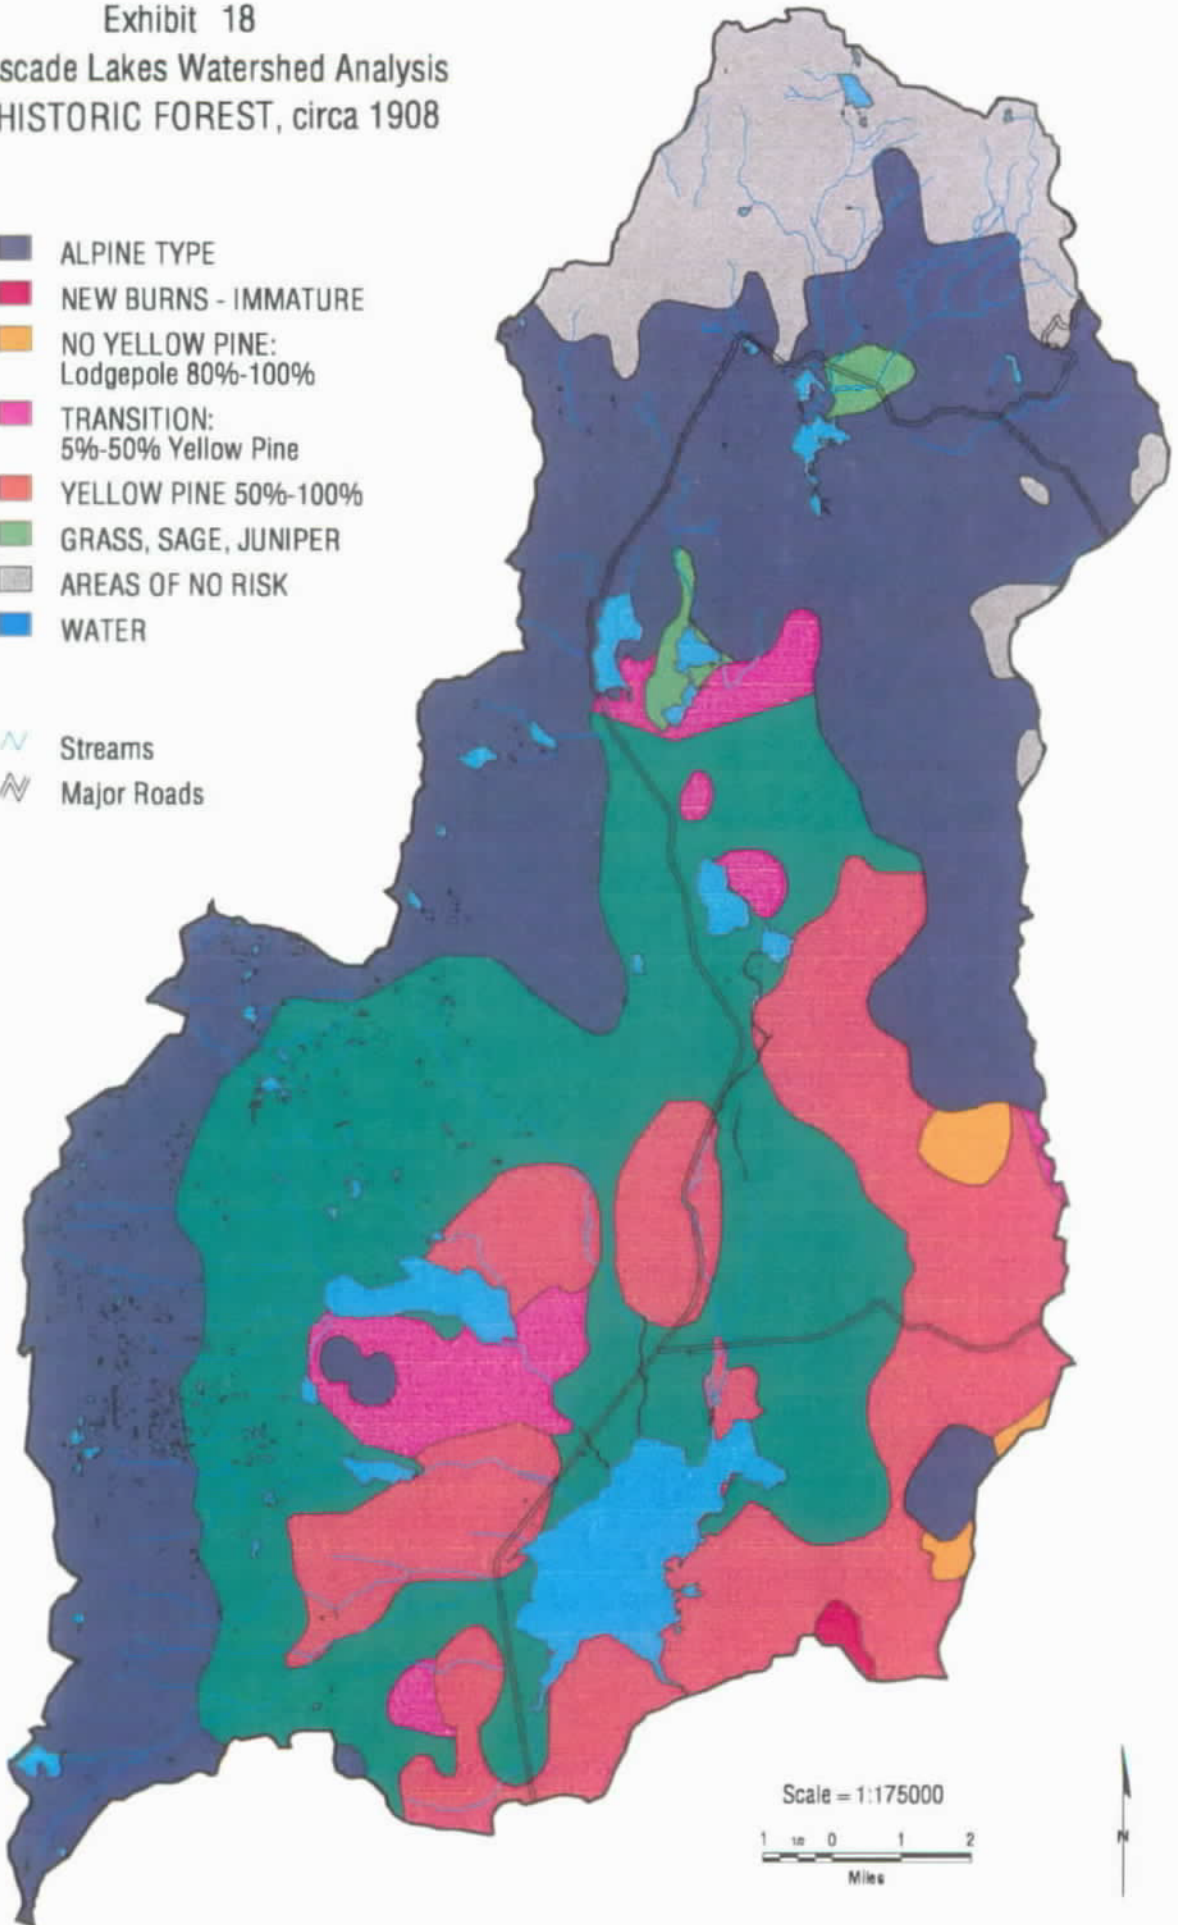 Exhibit 18
scade Lakes Watershed Analysis
HISTORIC FOREST, circa 1908
ALPINE TYPE
NEW BURNS - IMMATURE
NO YELLOW PINE:
Lodgepole 80%-100%
TRANSITION:
5%-50% Yellow Pine
YELLOW PINE 50%-100%
GRASS, SAGE, JUNIPER
AREAS OF NO RISK
WATER
Streams
Major Roads
Scale = 1:175000
1 0 1 2
Miles
N